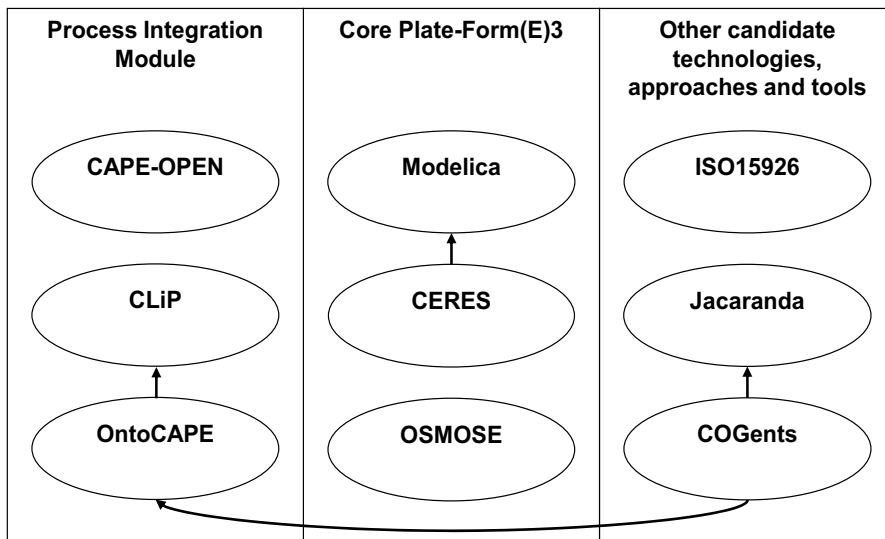 Process Integration
Module
Core Plate-Form(E)3
Other candidate
technologies,
approaches and tools
CAPE-OPEN
Modelica
ISO15926
CLiP
CERES
Jacaranda
OntoCAPE
OSMOSE
COGents